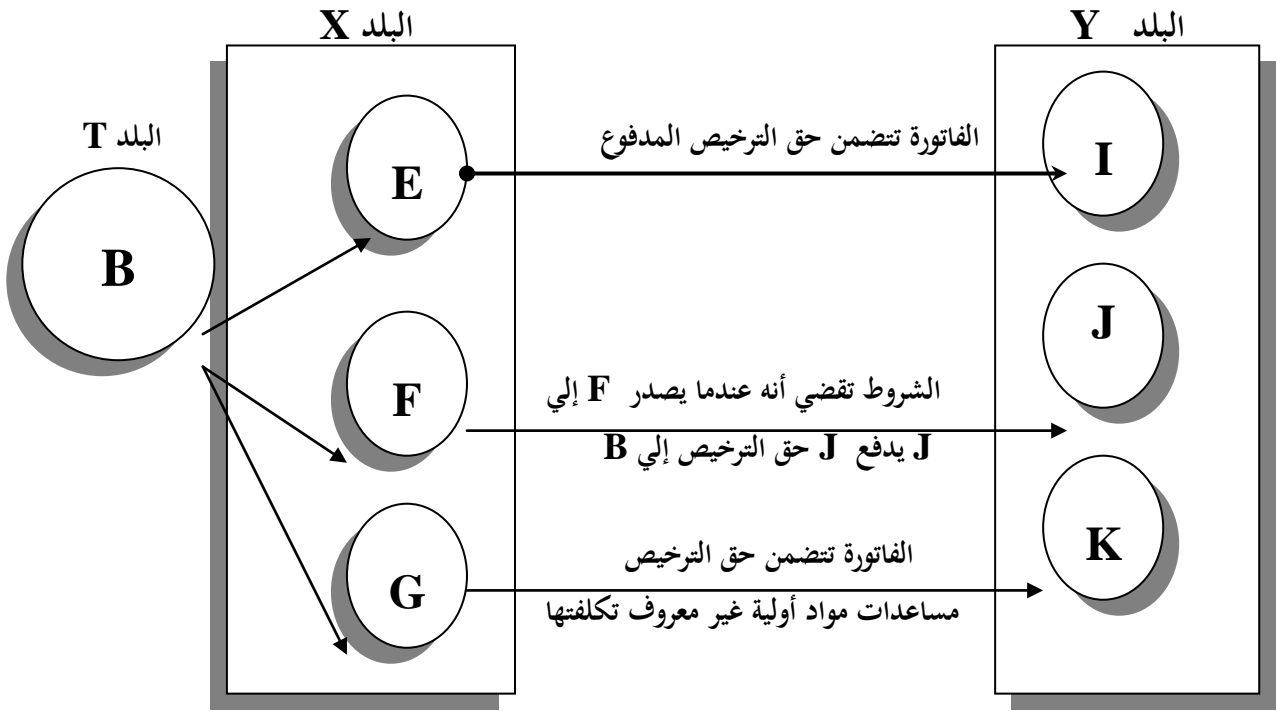 البلد X
البلد Y
البلد T
B
E
الفاتورة تتضمن حق الترخيص المدفوع
I
F
الشروط تقضي أنه عندما يصدر F إلي
J يدفع J حق الترخيص إلي B
J
G
الفاتورة تتضمن حق الترخيص
مساعدات مواد أولية غير معروف تكلفتها
K